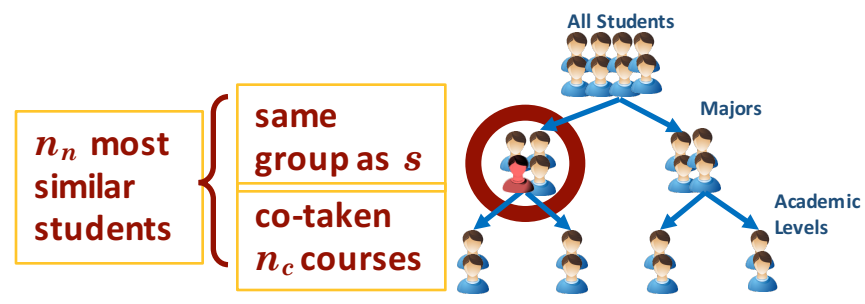 n_n most
similar
students
same
group as s
co-taken
n_c courses
All Students
Majors
Academic
Levels